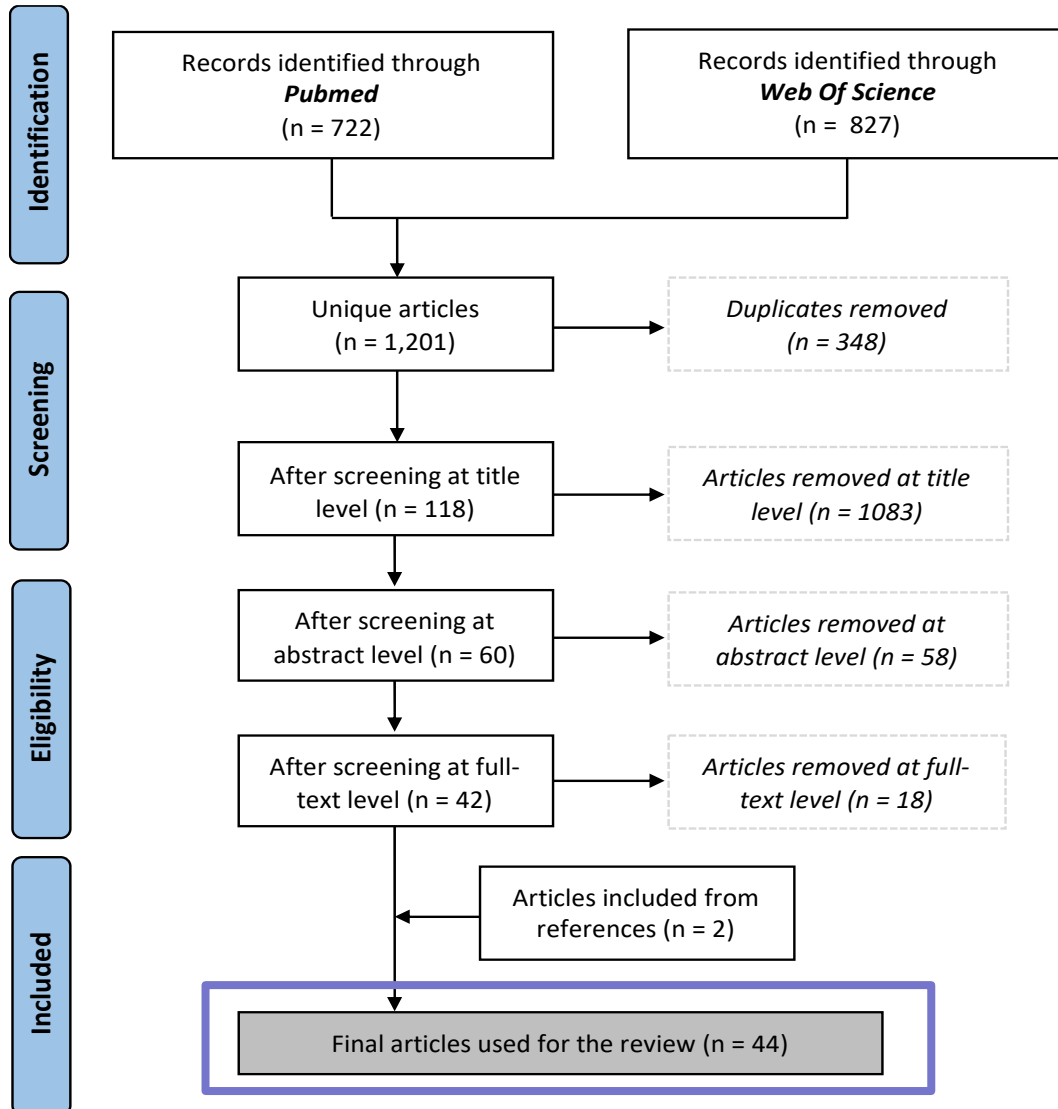 Identification
Records identified through
Pubmed
(n = 722)
Records identified through
Web Of Science
(n = 827)
Screening
Unique articles
(n = 1,201)
Duplicates removed
(n = 348)
After screening at title
level (n = 118)
Articles removed at title
level (n = 1083)
Eligibility
After screening at
abstract level (n = 60)
Articles removed at
abstract level (n = 58)
After screening at full-
text level (n = 42)
Articles removed at full-
text level (n = 18)
Included
Articles included from
references (n = 2)
Final articles used for the review (n = 44)